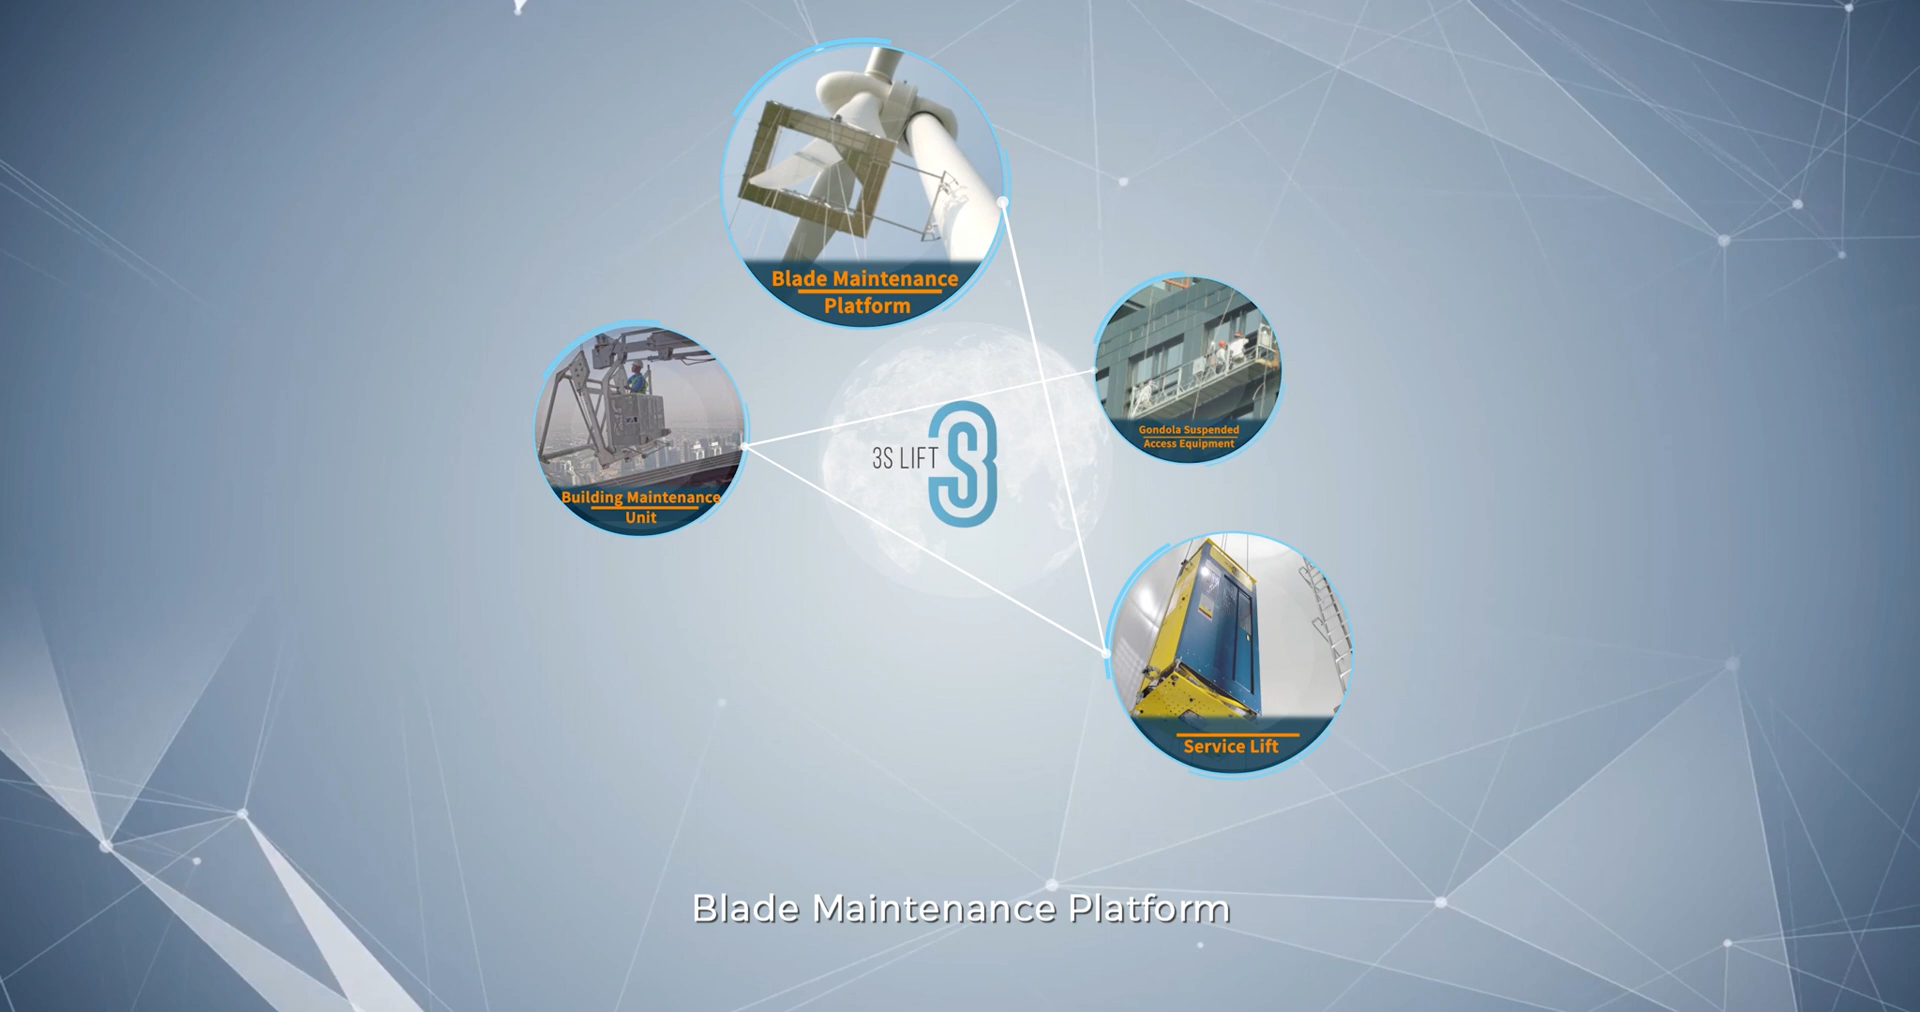 Blade Maintenance
Platform
Gondola Suspended
Access Equipment
3S LIFT
Building Maintenance
Unit
Service Lift
Blade Maintenance Platform